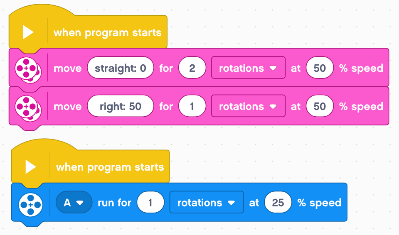 when program starts
move straight: 0 for 2 rotations at 50 % speed
move right: 50 for 1 rotations at 50 % speed
when program starts
A run for 1 rotations at 25 % speed